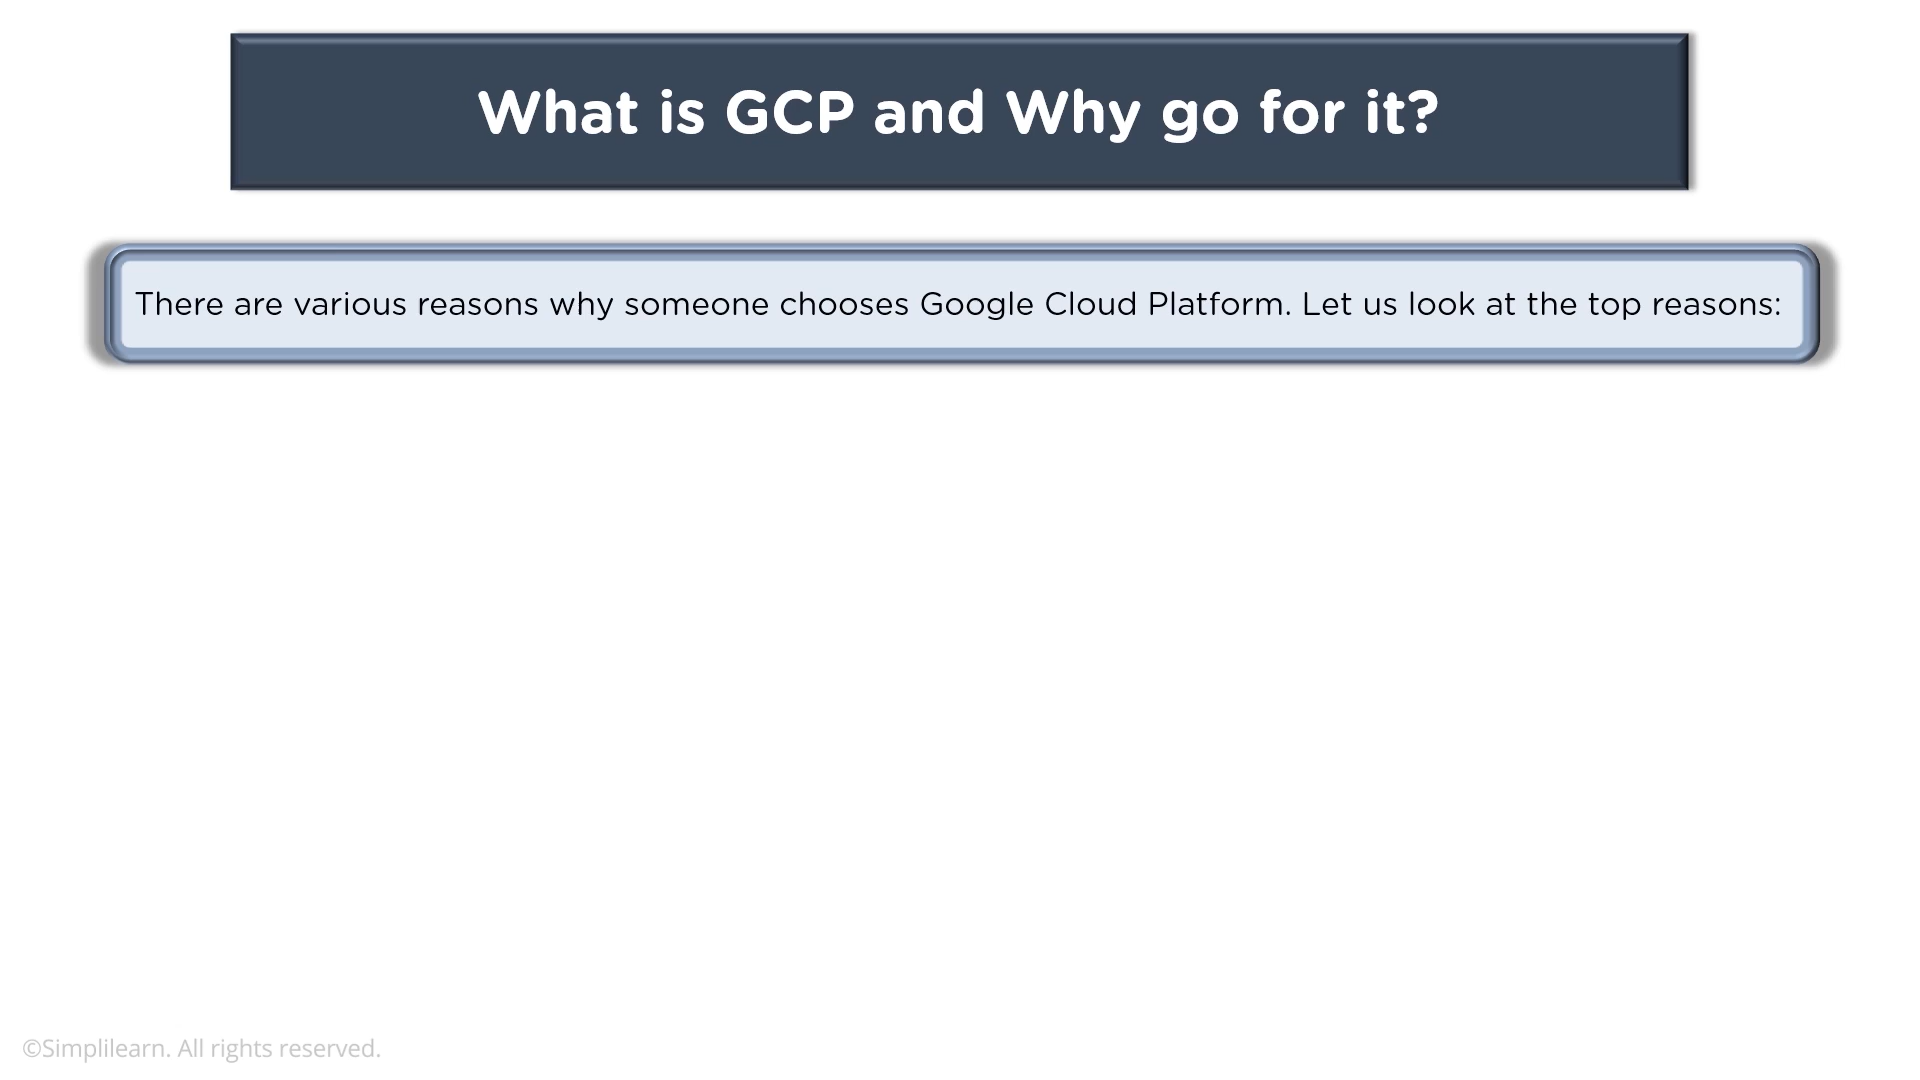 What is GCP and Why go for it?
There are various reasons why someone chooses Google Cloud Platform. Let us look at the top reasons:
©Simplilearn. All rights reserved.